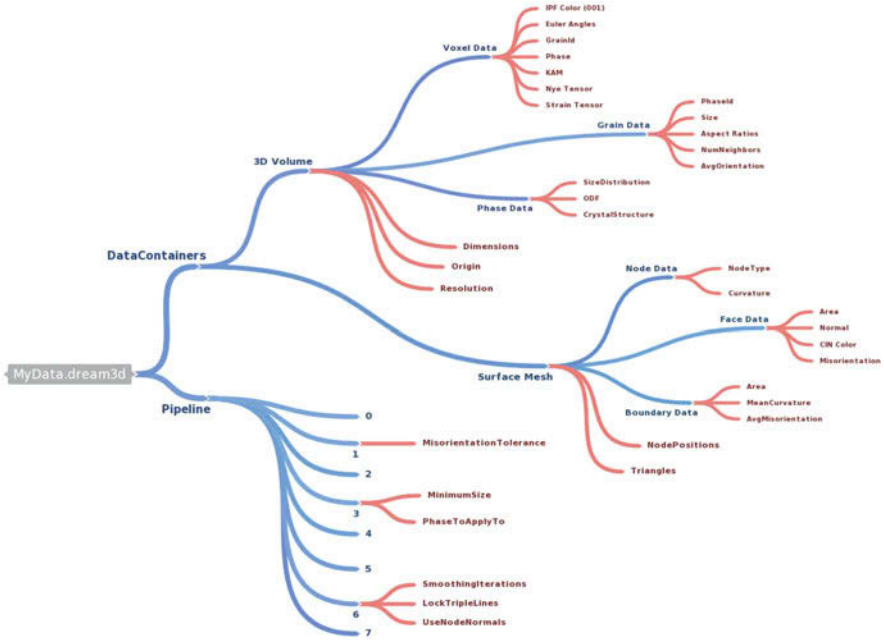 MyData.dream3d
DataContainers
3D Volume
Voxel Data
IPF Color (001)
Euler Angles
GrainId
Phase
KAM
Nye Tensor
Strain Tensor
Grain Data
PhaseId
Size
Aspect Ratios
NumNeighbors
AvgOrientation
Phase Data
SizeDistribution
ODF
CrystalStructure
Dimensions
Origin
Resolution
Surface Mesh
Node Data
NodeType
Curvature
Face Data
Area
Normal
CIN Color
Misorientation
Boundary Data
Area
MeanCurvature
AvgMisorientation
NodePositions
Triangles
Pipeline
0
1
MisorientationTolerance
2
3
MinimumSize
PhaseToApplyTo
4
5
6
SmoothingIterations
LockTripleLines
UseNodeNormals
7